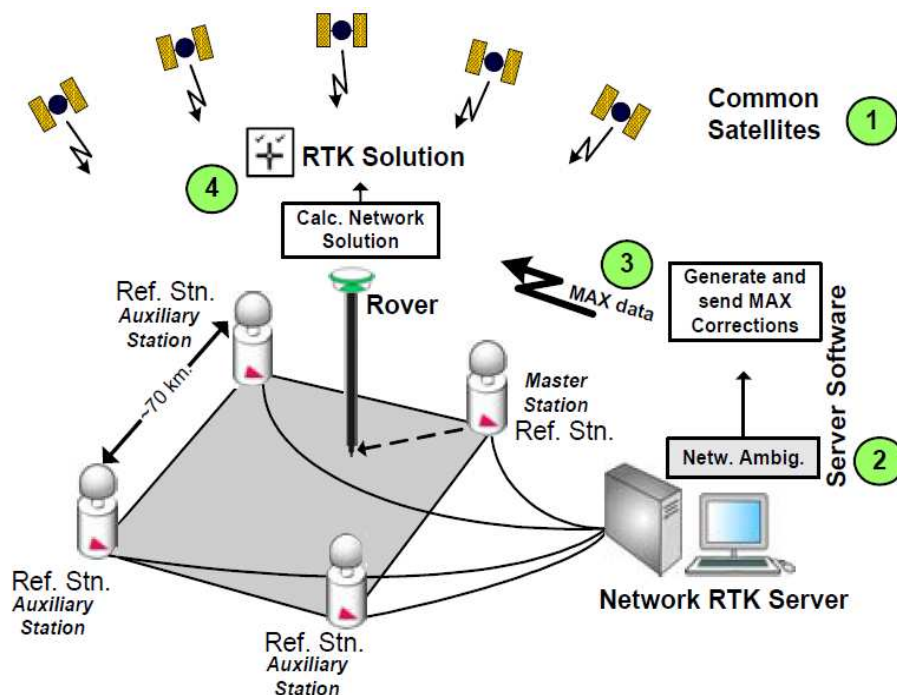 Common
Satellites
1
RTK Solution
4
Calc. Network
Solution
3
MAX data
Generate and
send MAX
Corrections
Server Software
Ref. Stn.
Auxiliary
Station
Rover
~70 km.
Master
Station
Ref. Stn.
Netw. Ambig.
2
Ref. Stn.
Auxiliary
Station
Network RTK Server
Ref. Stn.
Auxiliary
Station